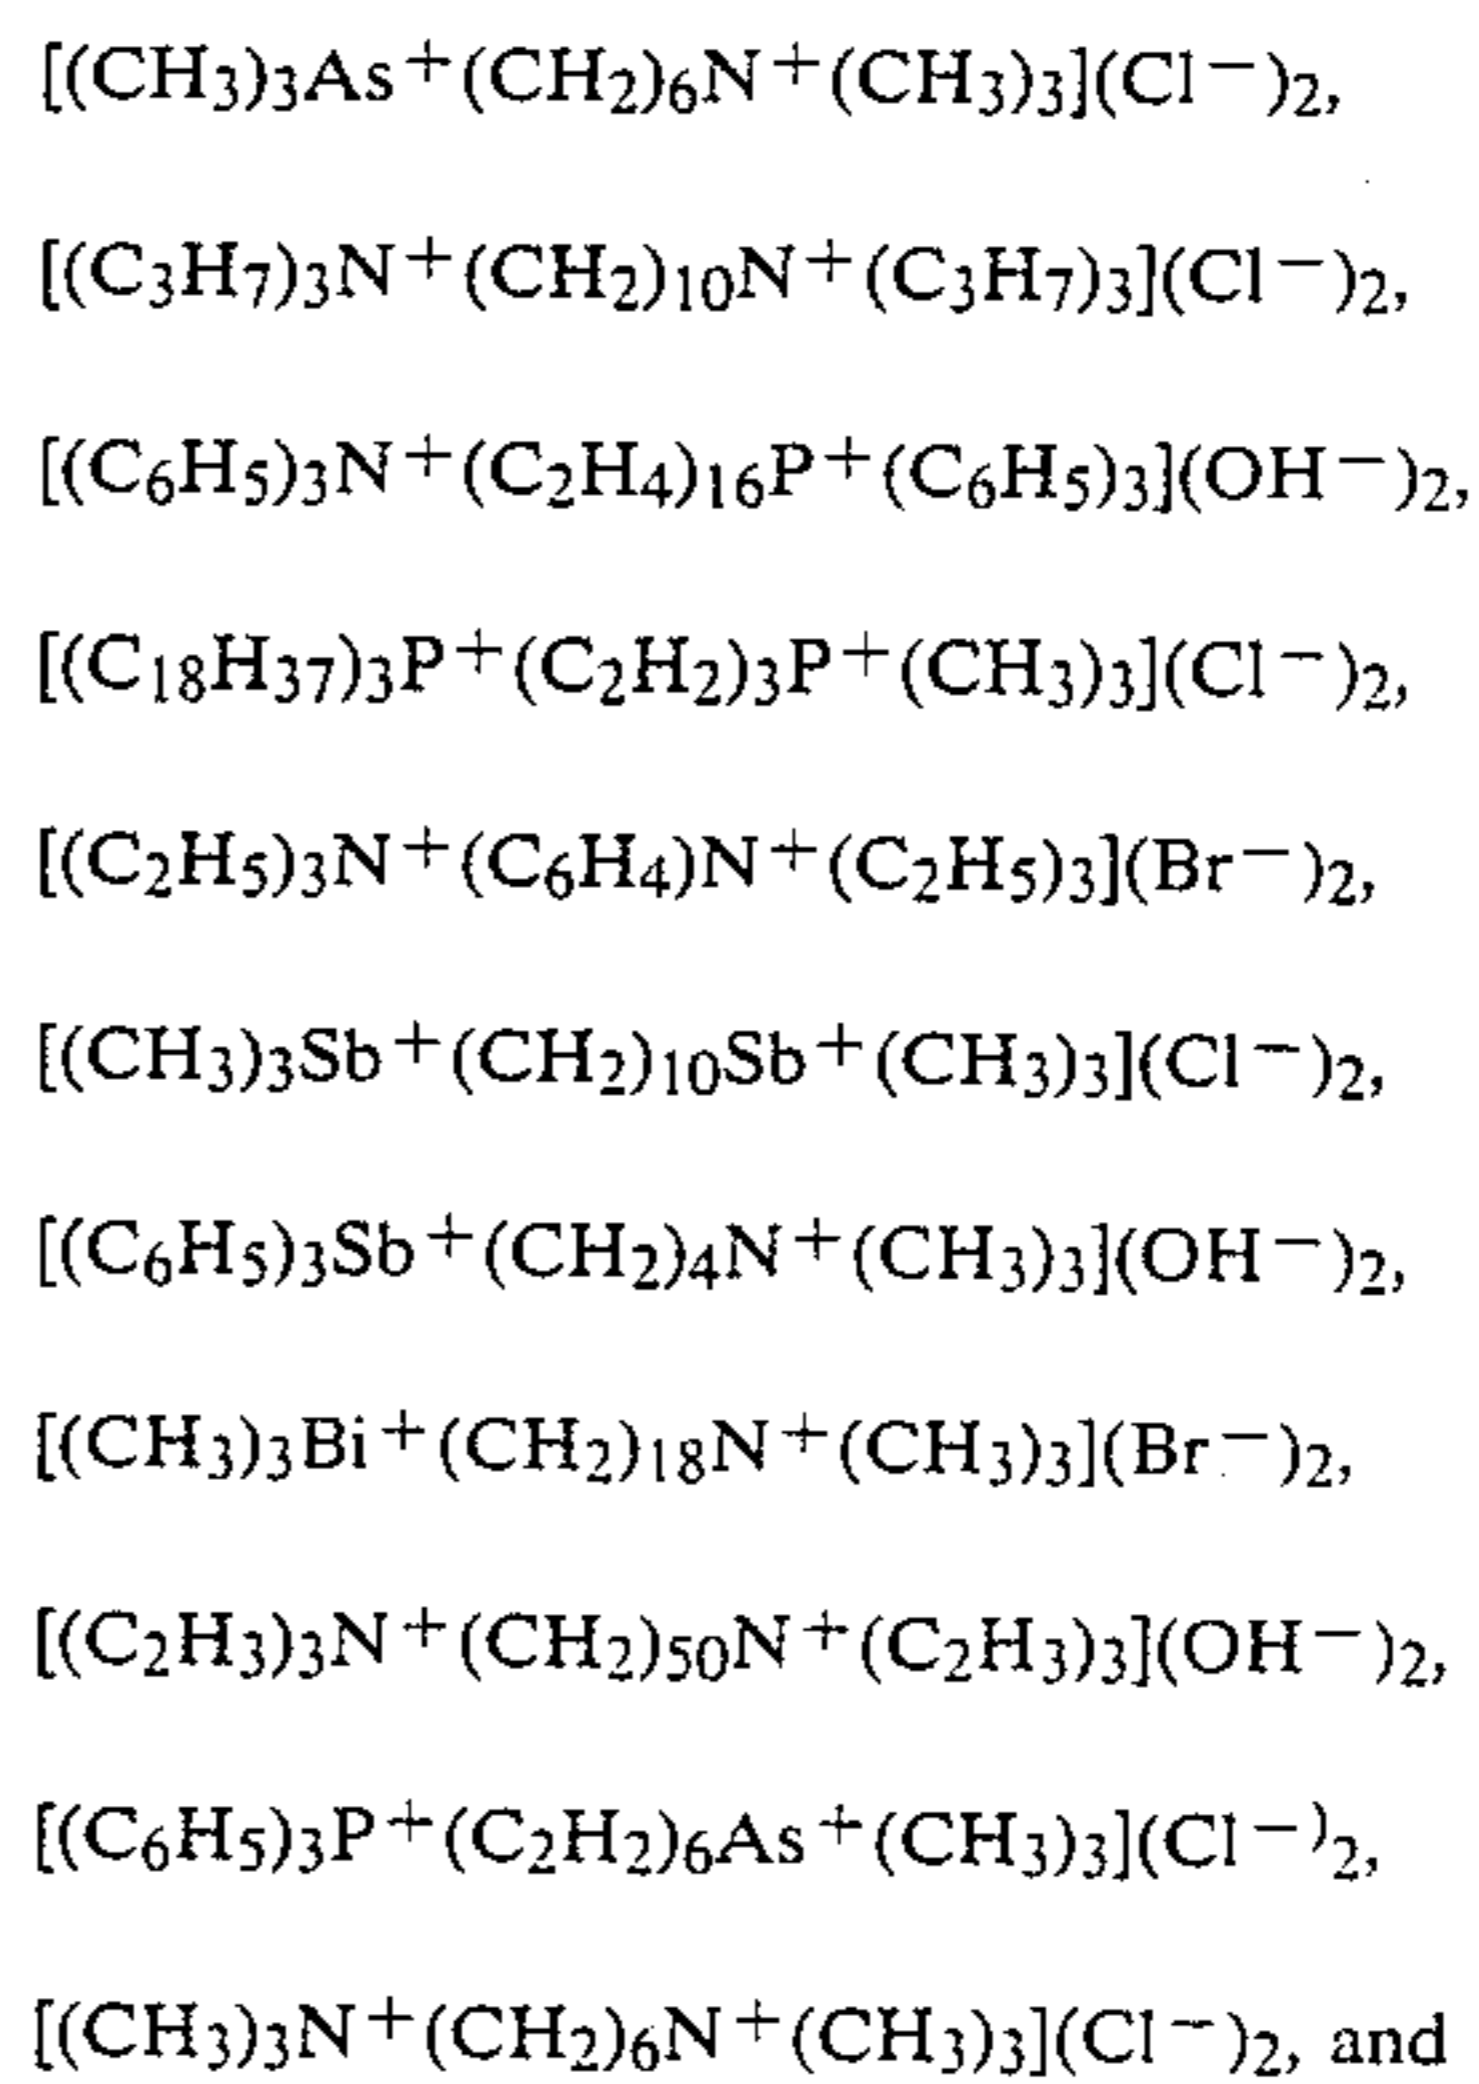 [(CH₃)₃As⁺(CH₂)₆N⁺(CH₃)₃](Cl⁻)₂,
[(C₃H₇)₃N⁺(CH₂)₁₀N⁺(C₃H₇)₃](Cl⁻)₂,
[(C₆H₅)₃N⁺(C₂H₄)₁₆P⁺(C₆H₅)₃](OH⁻)₂,
[(C₁₈H₃₇)₃P⁺(C₂H₂)₃P⁺(CH₃)₃](Cl⁻)₂,
[(C₂H₅)₃N⁺(C₆H₄)N⁺(C₂H₅)₃](Br⁻)₂,
[(CH₃)₃Sb⁺(CH₂)₁₀Sb⁺(CH₃)₃](Cl⁻)₂,
[(C₆H₅)₃Sb⁺(CH₂)₄N⁺(CH₃)₃](OH⁻)₂,
[(CH₃)₃Bi⁺(CH₂)₁₈N⁺(CH₃)₃](Br⁻)₂,
[(C₂H₃)₃N⁺(CH₂)₅₀N⁺(C₂H₃)₃](OH⁻)₂,
[(C₆H₅)₃P⁺(C₂H₂)₆As⁺(CH₃)₃](Cl⁻)₂,
[(CH₃)₃N⁺(CH₂)₆N⁺(CH₃)₃](Cl⁻)₂, and